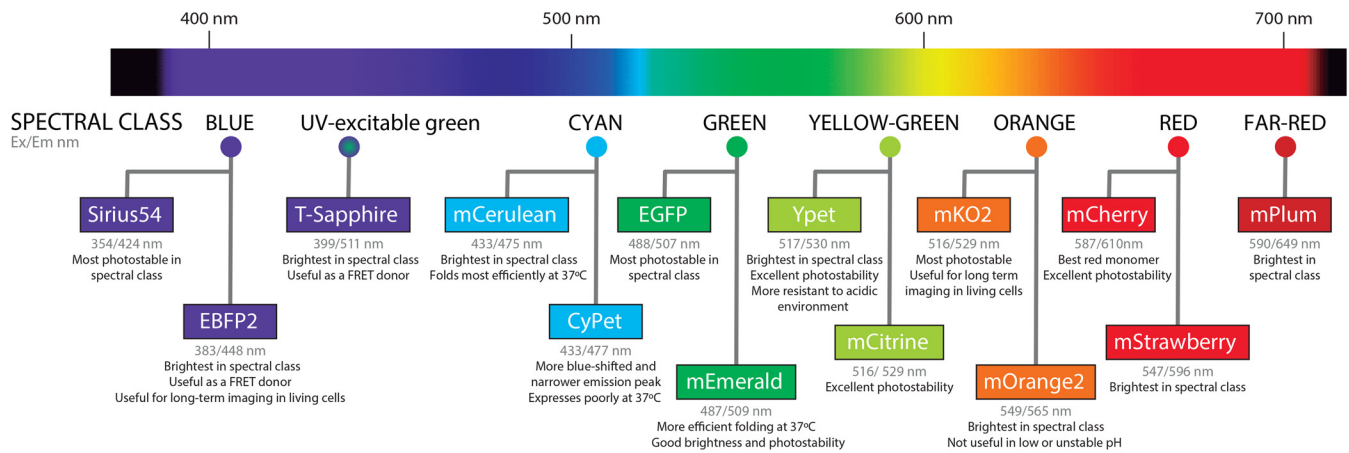 400 nm
500 nm
600 nm
700 nm
SPECTRAL CLASS
Ex/Em nm
BLUE
UV-excitable green
CYAN
GREEN
YELLOW-GREEN
ORANGE
RED
FAR-RED
Sirius54
354/424 nm
Most photostable in
spectral class
EBFP2
383/448 nm
Brightest in spectral class
Useful as a FRET donor
Useful for long-term imaging in living cells
T-Sapphire
399/511 nm
Brightest in spectral class
Useful as a FRET donor
mCerulean
433/475 nm
Brightest in spectral class
Folds most efficiently at 37ºC
CyPet
433/477 nm
More blue-shifted and
narrower emission peak
Expresses poorly at 37ºC
EGFP
488/507 nm
Most photostable in
spectral class
mEmerald
487/509 nm
More efficient folding at 37ºC
Good brightness and photostability
Ypet
517/530 nm
Brightest in spectral class
Excellent photostability
More resistant to acidic
environment
mCitrine
516/ 529 nm
Excellent photostability
mKO2
516/529 nm
Most photostable
Useful for long term
imaging in living cells
mOrange2
549/565 nm
Brightest in spectral class
Not useful in low or unstable pH
mCherry
587/610nm
Best red monomer
Excellent photostability
mStrawberry
547/596 nm
Brightest in spectral class
mPlum
590/649 nm
Brightest in
spectral class